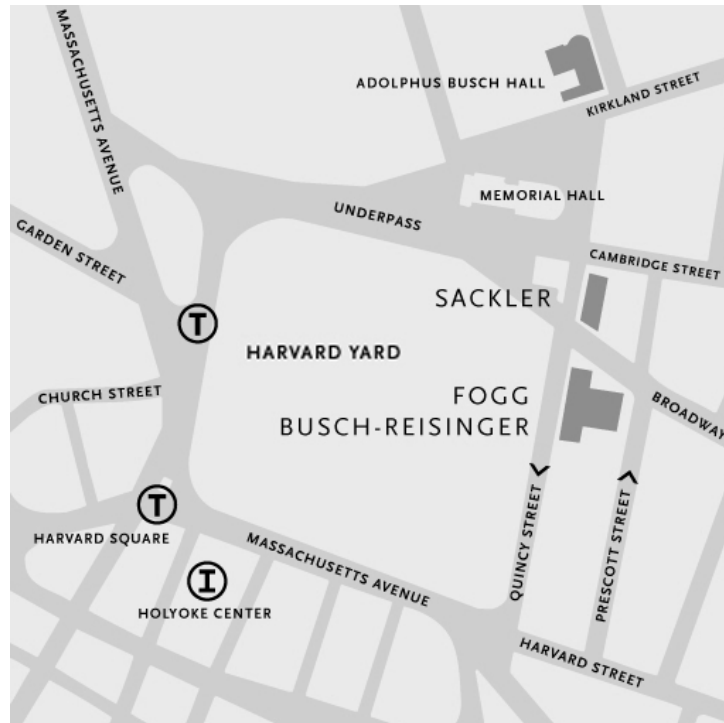 MASSACHUSETTS AVENUE
ADOLPHUS BUSCH HALL
KIRKLAND STREET
MEMORIAL HALL
UNDERPASS
GARDEN STREET
CAMBRIDGE STREET
SACKLER
T
HARVARD YARD
CHURCH STREET
FOGG
BUSCH-REISINGER
BROADWAY
T
HARVARD SQUARE
MASSACHUSETTS AVENUE
QUINCY STREET
PRESCOTT STREET
I
HOLYOKE CENTER
HARVARD STREET